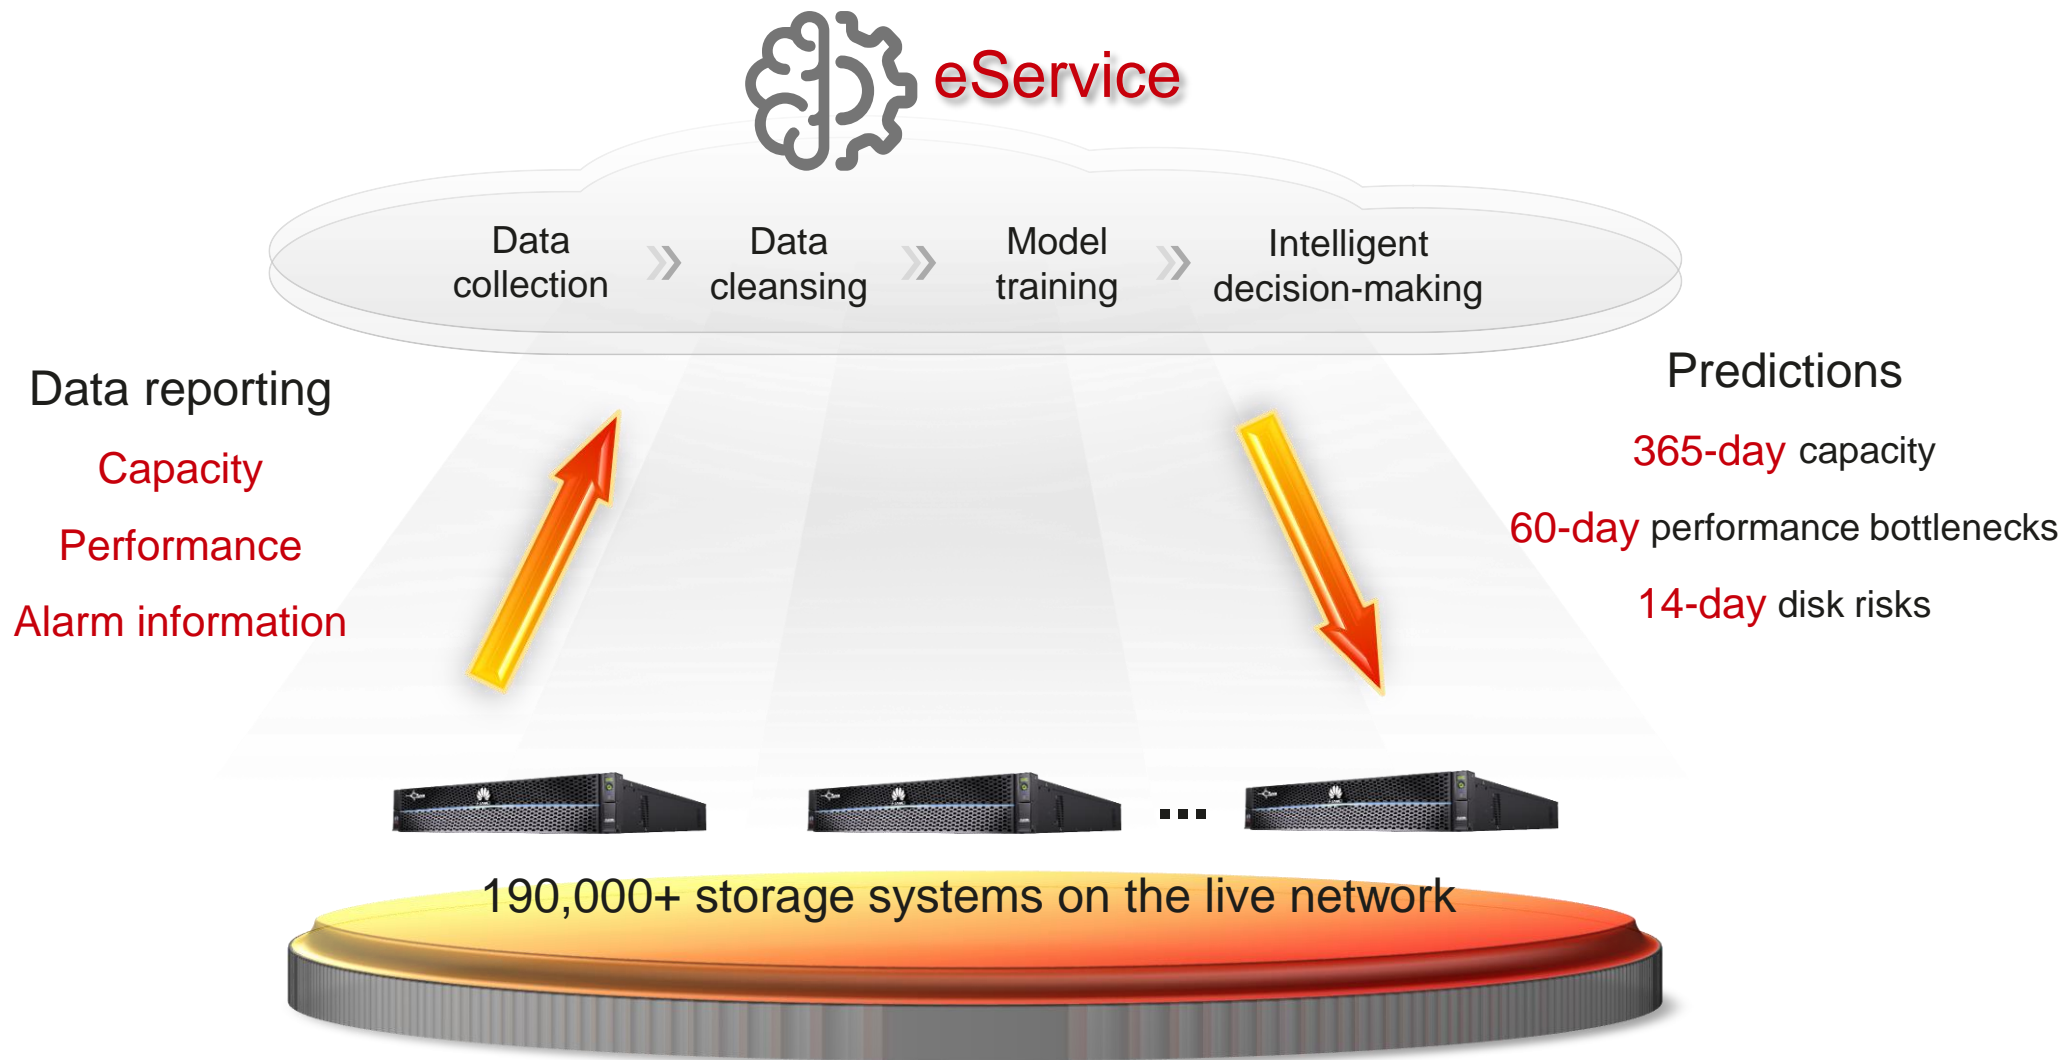 eService
Data
collection
Data
cleansing
Model
training
Intelligent
decision-making
Data reporting
Capacity
Performance
Alarm information
Predictions
365-day capacity
60-day performance bottlenecks
14-day disk risks
...
190,000+ storage systems on the live network